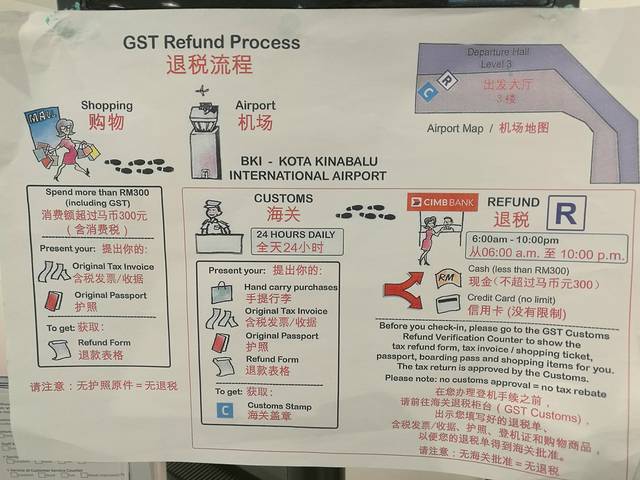 GST Refund Process
退税流程
Departure Hall
Level 3
出发大厅
3 楼
R
C
Airport Map / 机场地图
Shopping
购物
Airport
机场
BKI - KOTA KINABALU
INTERNATIONAL AIRPORT
Spend more than RM300
(including GST)
消费额超过马币300元
(含消费税)
Present your: 提出你的:
Original Tax Invoice
含税发票/收据
Original Passport
护照
To get: 获取:
Refund Form
退款表格
请注意：无护照原件=无退税
CUSTOMS
海关
24 HOURS DAILY
全天24小时
Present your: 提出你的:
Hand carry purchases
手提行李
Original Tax Invoice
含税发票/收据
Original Passport
护照
Refund Form
退款表格
To get: 获取:
C
Customs Stamp
海关盖章
CIMB BANK
REFUND
退税
R
6:00am - 10:00pm
从06:00 a.m. 至 10:00 p.m.
RM
Cash (less than RM300)
现金(不超过马币元300)
Credit Card (no limit)
信用卡 (没有限制)
Before you check-in, please go to the GST Customs
Refund Verification Counter to show the
tax refund form, tax invoice / shopping ticket,
passport, boarding pass and shopping items for you.
The tax return is approved by the Customs.
Please note: no customs approval = no tax rebate
在您办理登机手续之前，
请前往海关退税柜台（GST Customs），
出示您填写好的退税单、
含税发票/收据、护照、登机证和购物商品，
以便您的退税单得到海关批准。
请注意：无海关批准=无退税